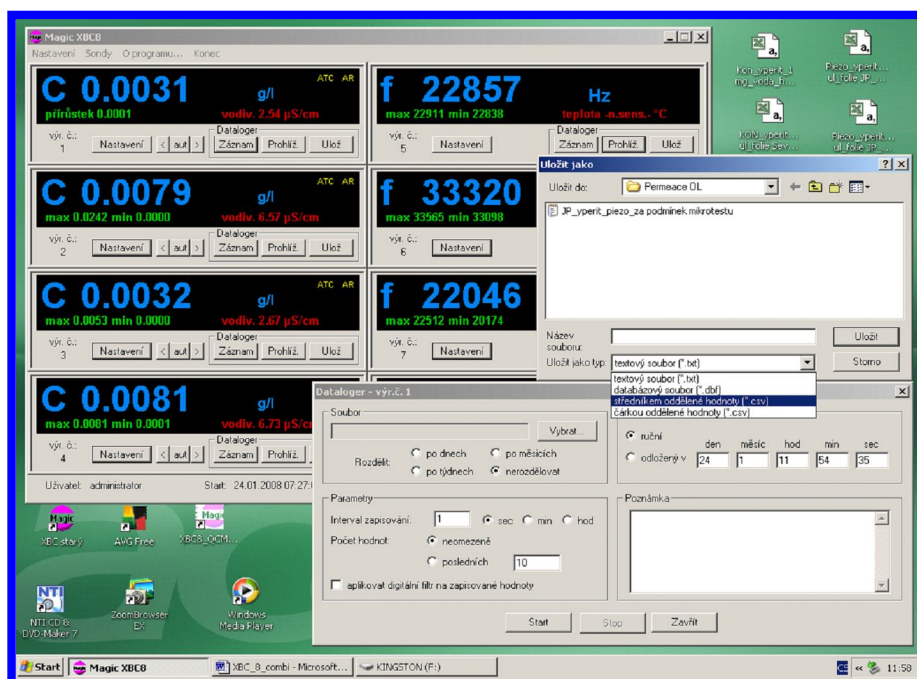 Magic XBC8
Nastavení Sondy O programu... Konec
C 0.0031 g/l ATC AR
přírůstek 0.0001 vodiv. 2.54 µS/cm
výr. č.: 1 Nastavení < aut > Dataloger Záznam Prohlíž. Ulož
f 22857 Hz
max 22911 min 22838 teplota -n.sens.- °C
výr. č.: 5 Nastavení Dataloger Záznam Prohlíž. Ulož
C 0.0079 g/l ATC AR
max 0.0242 min 0.0000 vodiv. 6.57 µS/cm
výr. č.: 2 Nastavení < aut > Dataloger Záznam Prohlíž. Ulož
f 33320
max 33565 min 33098
výr. č.: 6 Nastavení
C 0.0032 g/l ATC AR
max 0.0053 min 0.0000 vodiv. 2.67 µS/cm
výr. č.: 3 Nastavení < aut > Dataloger Záznam Prohlíž. Ulož
f 22046
max 22512 min 20174
výr. č.: 7 Nastavení
C 0.0081 g/l ATC AR
max 0.0081 min 0.0001 vodiv. 6.73 µS/cm
výr. č.: 4 Nastavení < aut > Dataloger Záznam Prohlíž.
Uživatel: administrator Start: 24.01.2008 07:27:
Uložit jako
Uložit do: Permeace OL
JP_yperit_piezo_za podmínek mikrotestu
Název souboru: Uložit
Uložit jako typ: textový soubor (*.txt) Storno
textový soubor (*.txt)
databázový soubor (*.dbf)
středníkem oddělené hodnoty (*.csv)
čárkou oddělené hodnoty (*.csv)
Dataloger - výr.č. 1
Soubor
Vybrat...
Rozdělit: po dnech po měsících
po týdnech nerozdělovat
ruční
den měsíc hod min sec
odložený v 24 1 11 54 35
Parametry
Interval zapisování: 1 sec min hod
Počet hodnot: neomezeně
posledních 10
aplikovat digitální filtr na zapisované hodnoty
Poznámka
Start Stop Zavřít
XBC starý
AVG Free
XBC8_QCM...
NTI CD & DVD-Maker 7
ZoomBrowser EX
Windows Media Player
Start Magic XBC8 XBC_8_combi - Microsoft... KINGSTON (F:) CS « 11:58